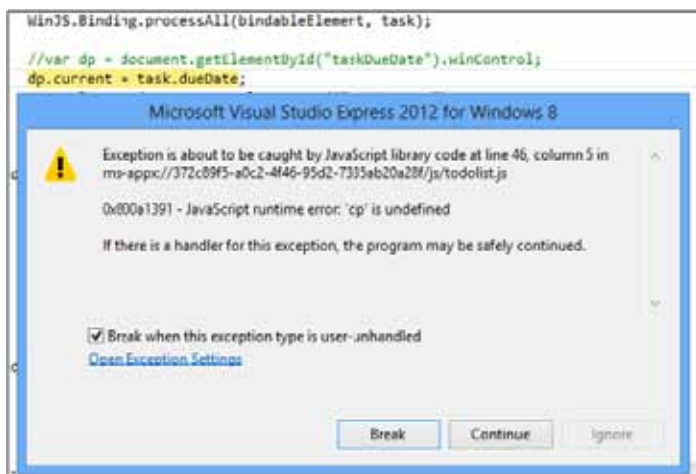 WinJS.Binding.processAll(bindableElement, task);
//var dp = document.getElementById("taskDueDate").winControl;
dp.current = task.dueDate;
Microsoft Visual Studio Express 2012 for Windows 8
Exception is about to be caught by JavaScript library code at line 46, column 5 in
ms-appx://372c89f5-a0c2-4f46-95d2-7335ab20a28f/js/todolist.js
0x800a1391 - JavaScript runtime error: 'dp' is undefined
If there is a handler for this exception, the program may be safely continued.
Break when this exception type is user-unhandled
Open Exception Settings
Break Continue Ignore